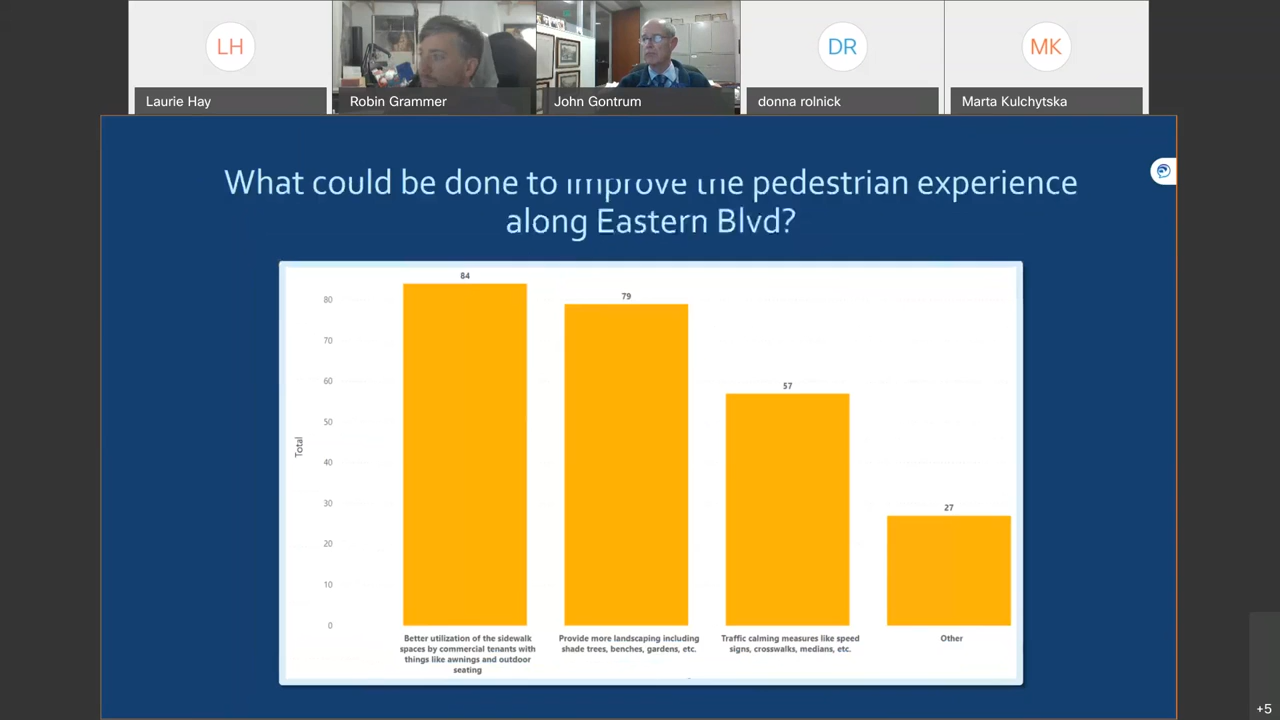 LH
DR
MK
Laurie Hay
Robin Grammer
John Gontrum
donna rolnick
Marta Kulchytska
What could be done to improve the pedestrian experience
along Eastern Blvd?
84
79
57
27
80
70
60
50
40
30
20
10
0
Total
Better utilization of the sidewalk
spaces by commercial tenants with
things like awnings and outdoor
seating
Provide more landscaping including
shade trees, benches, gardens, etc.
Traffic calming measures like speed
signs, crosswalks, medians, etc.
Other
+5